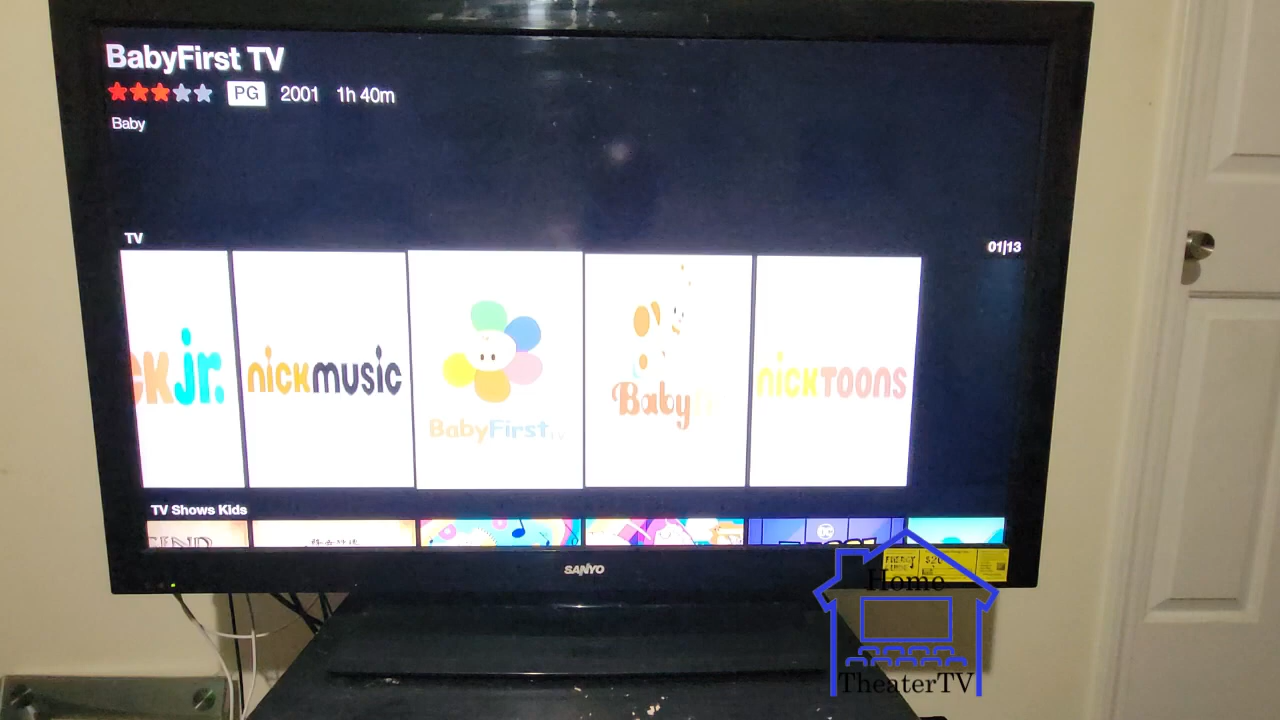 BabyFirst TV
PG 2001 1h 40m
Baby
TV
01/13
CK jr.
nickmusic
BabyFirst TV
Baby
nickTOONS
TV Shows Kids
SANYO
Home
TheaterTV